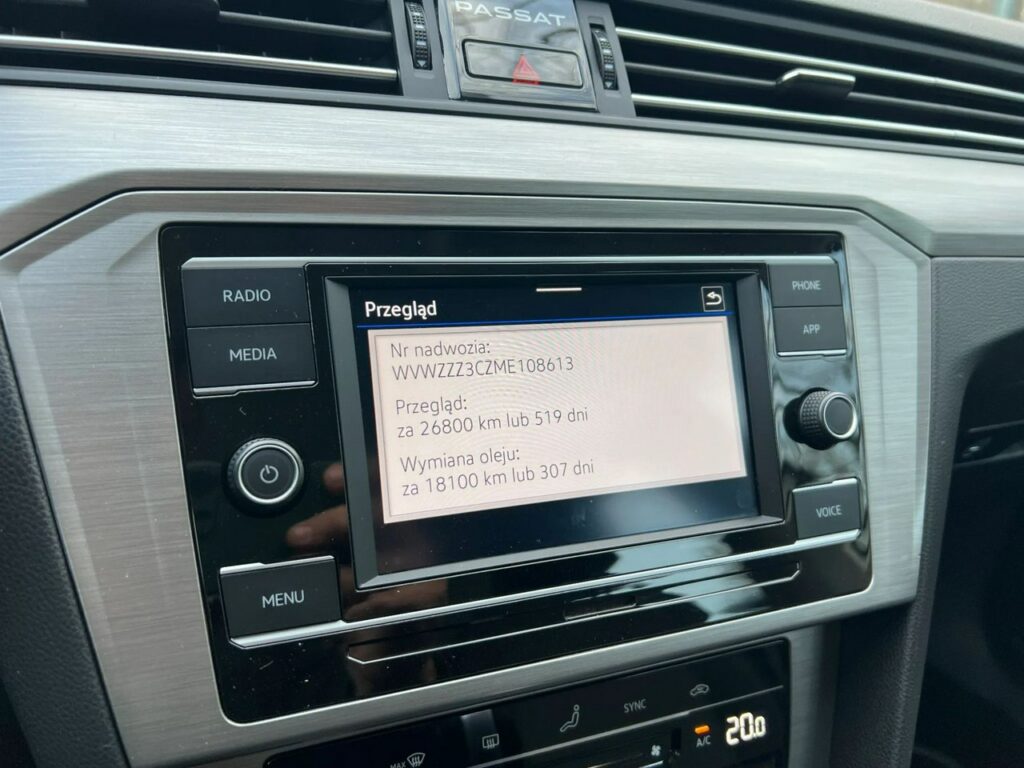 PASSAT
RADIO
MEDIA
MENU
PHONE
APP
VOICE
Przegląd
Nr nadwozia:
WVWZZZ3CZME108613
Przegląd:
za 26800 km lub 519 dni
Wymiana oleju:
za 18100 km lub 307 dni
SYNC
MAX
A/C
20.0